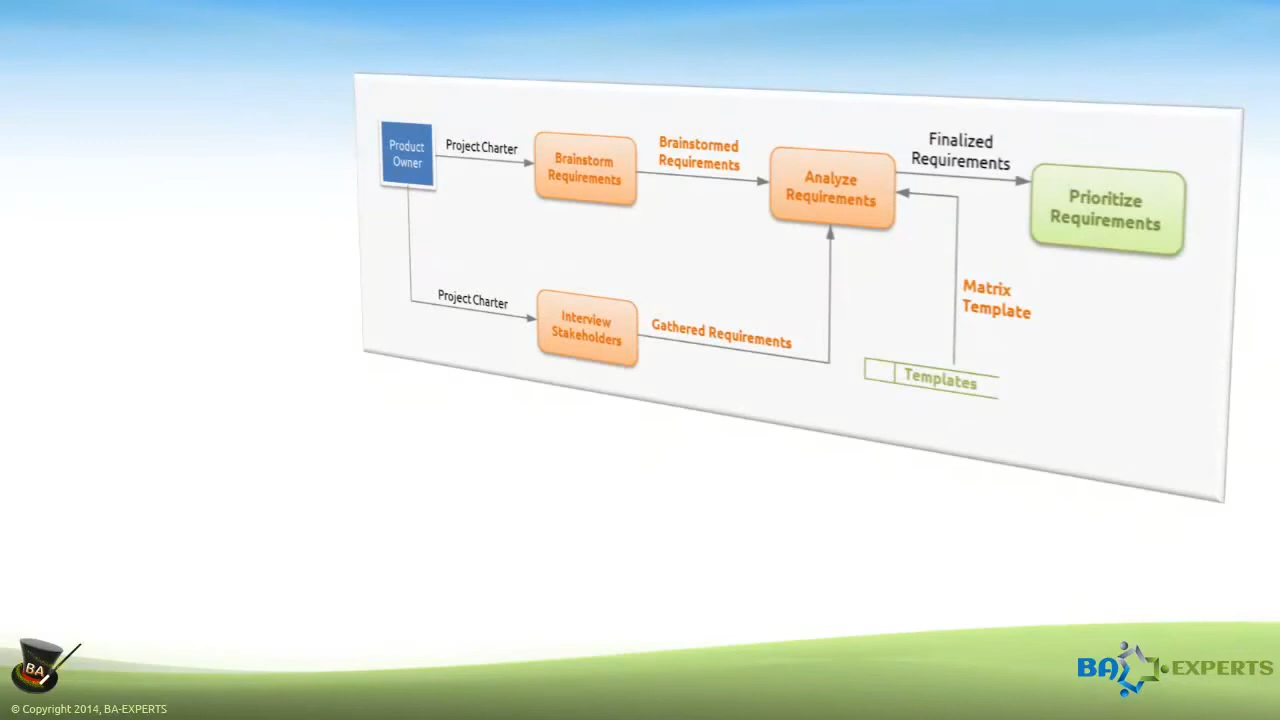 Product
Owner
Project Charter
Brainstorm
Requirements
Brainstormed
Requirements
Analyze
Requirements
Finalized
Requirements
Prioritize
Requirements
Project Charter
Interview
Stakeholders
Gathered Requirements
Matrix
Template
Templates
BA
BA EXPERTS
© Copyright 2014, BA-EXPERTS